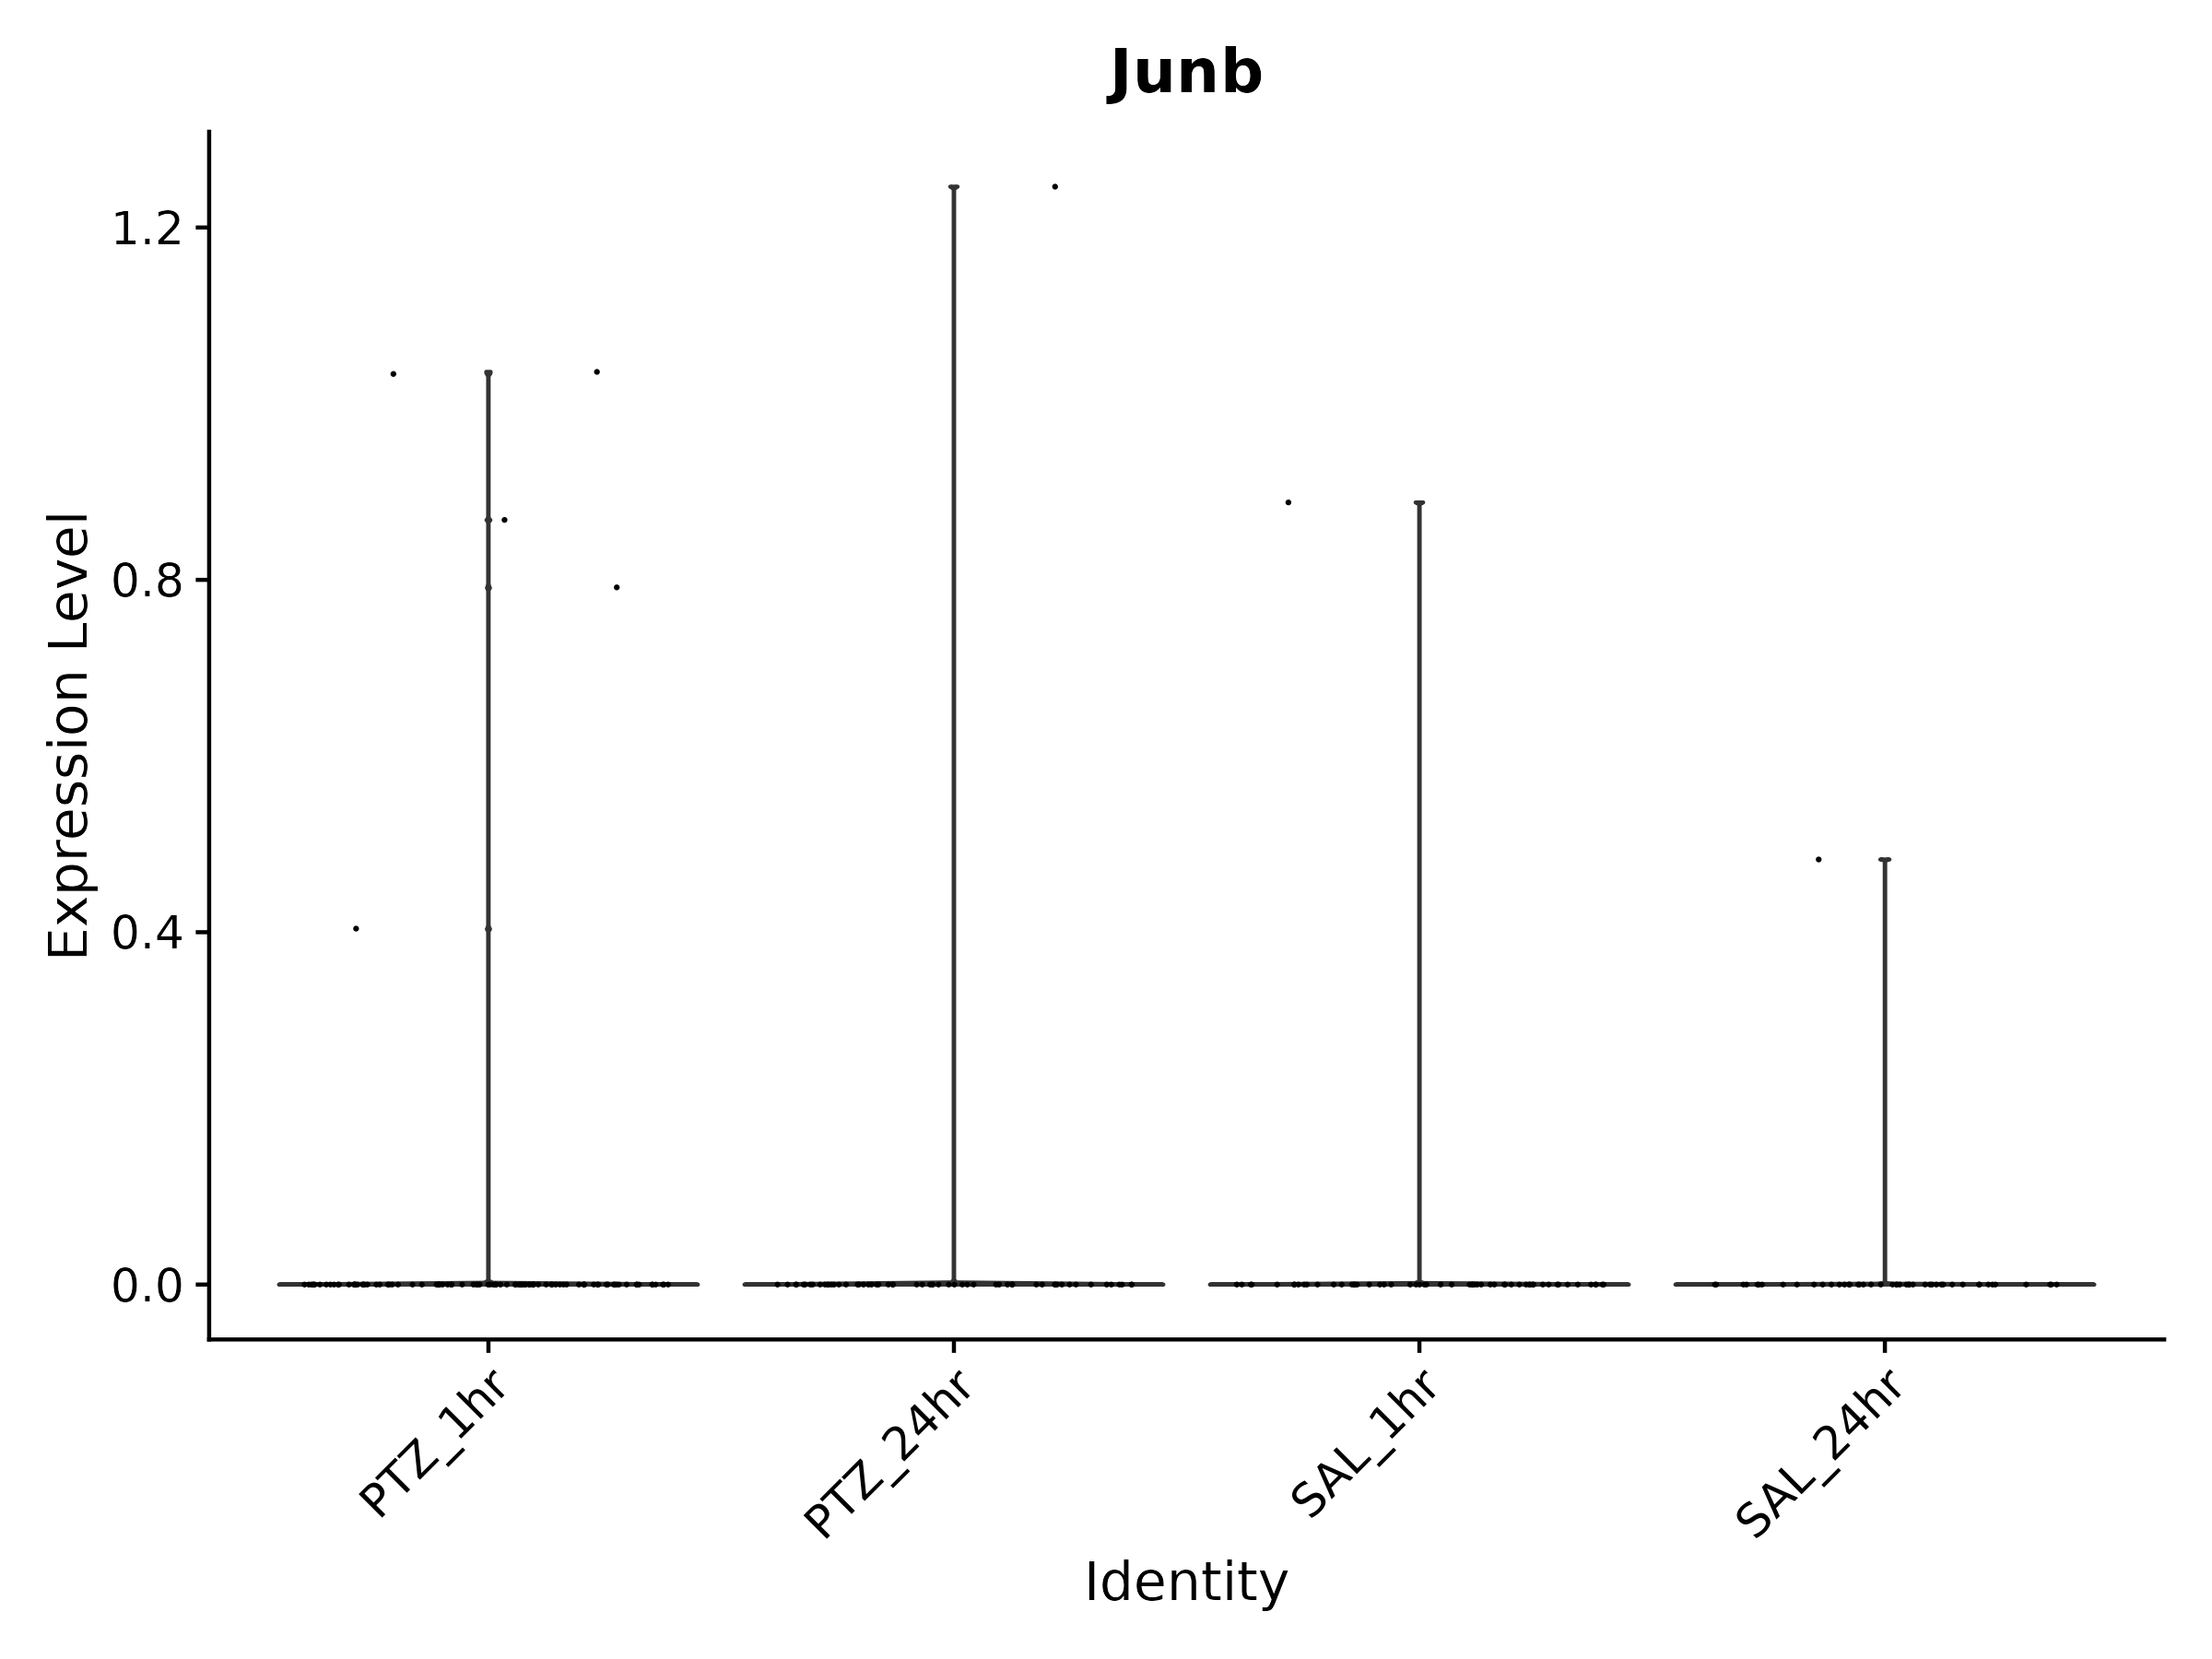 Junb
Expression Level
1.2
0.8
0.4
0.0
PTZ_1hr
PTZ_24hr
SAL_1hr
SAL_24hr
Identity